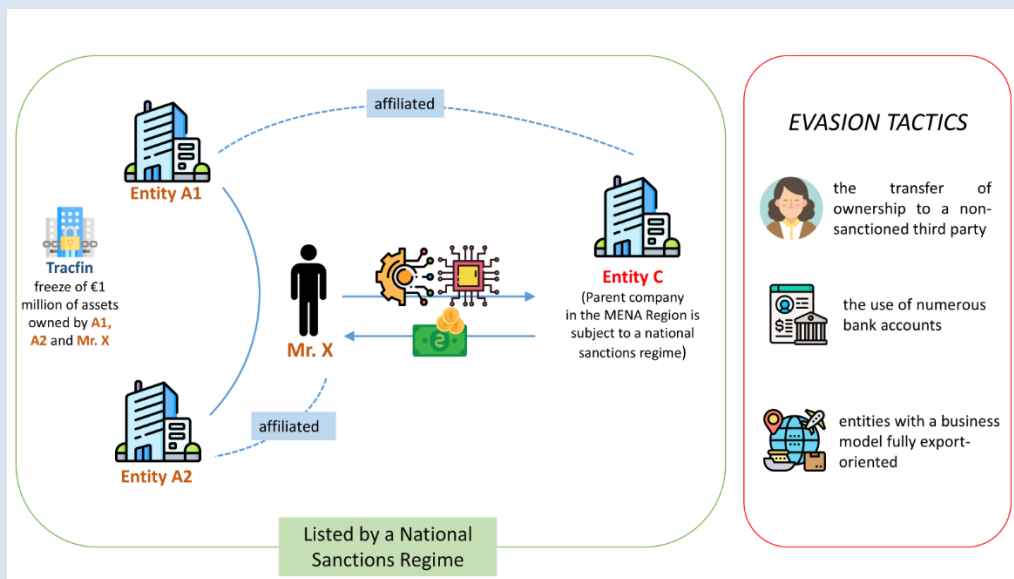 affiliated
Entity A1
Tracfin
freeze of €1
million of assets
owned by A1,
A2 and Mr. X
Mr. X
Entity C
(Parent company
in the MENA Region is
subject to a national
sanctions regime)
affiliated
Entity A2
Listed by a National
Sanctions Regime
EVASION TACTICS
the transfer of
ownership to a non-
sanctioned third party
the use of numerous
bank accounts
entities with a business
model fully export-
oriented